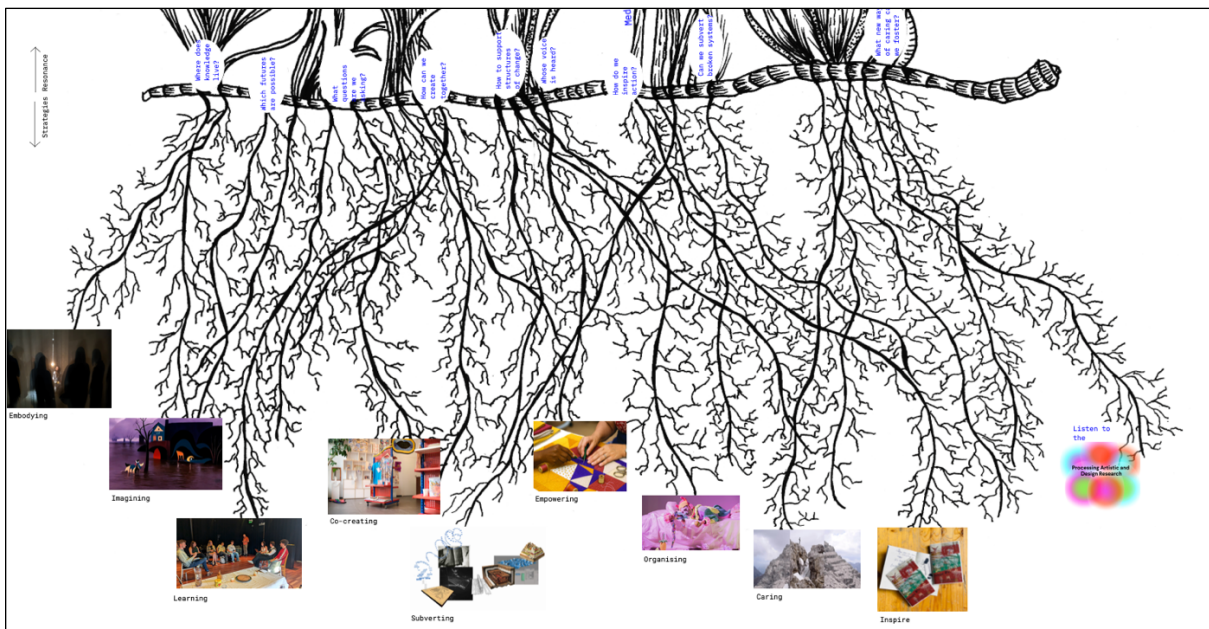 Resonance
Strategies
Where does
knowledge
live?
which futures
are possible?
What
questions
are we
asking?
How can we
create
together?
How to support
structures
of change?
whose voice
is heard?
How do we
inspire
action?
Med
Can we subvert
broken systems?
What new
of caring
we foster?
Embodying
Imagining
Learning
Co-creating
Subverting
Empowering
Organising
Caring
Inspire
Listen to
the
Processing Artistic and
Design Research